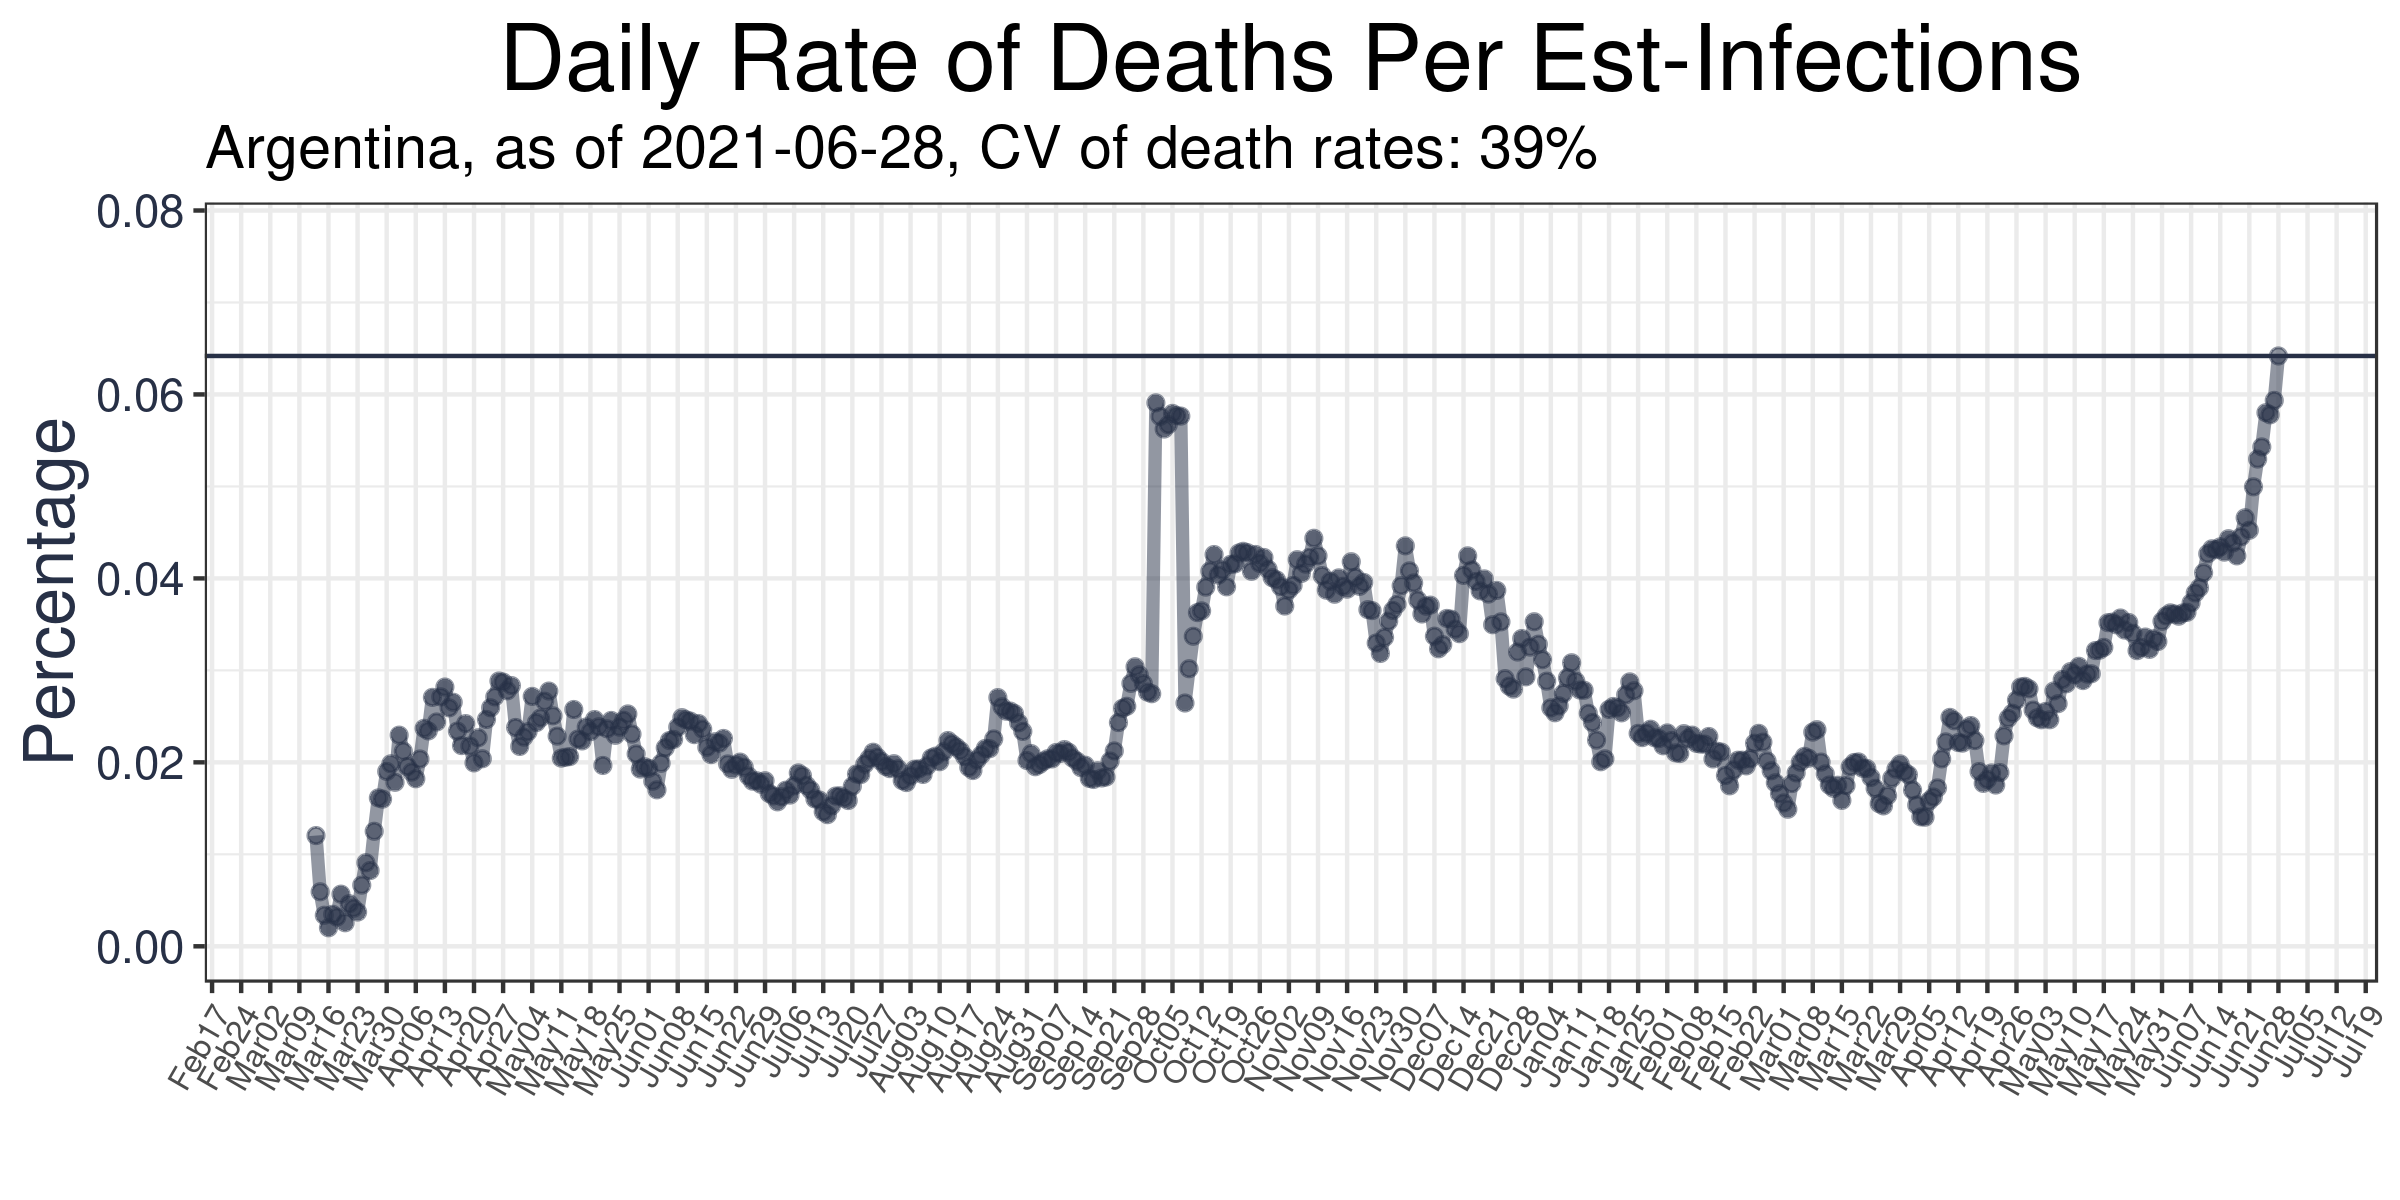 Daily Rate of Deaths Per Est-Infections
Argentina, as of 2021-06-28, CV of death rates: 39%
Percentage
0.08
0.06
0.04
0.02
0.00
Feb17
Feb24
Mar02
Mar09
Mar16
Mar23
Mar30
Apr06
Apr13
Apr20
Apr27
May04
May11
May18
May25
Jun01
Jun08
Jun15
Jun22
Jun29
Jul06
Jul13
Jul20
Jul27
Aug03
Aug10
Aug17
Aug24
Aug31
Sep07
Sep14
Sep21
Sep28
Oct05
Oct12
Oct19
Oct26
Nov02
Nov09
Nov16
Nov23
Nov30
Dec07
Dec14
Dec21
Dec28
Jan04
Jan11
Jan18
Jan25
Feb01
Feb08
Feb15
Feb22
Mar01
Mar08
Mar15
Mar22
Mar29
Apr05
Apr12
Apr19
Apr26
May03
May10
May17
May24
May31
Jun07
Jun14
Jun21
Jun28
Jul05
Jul12
Jul19